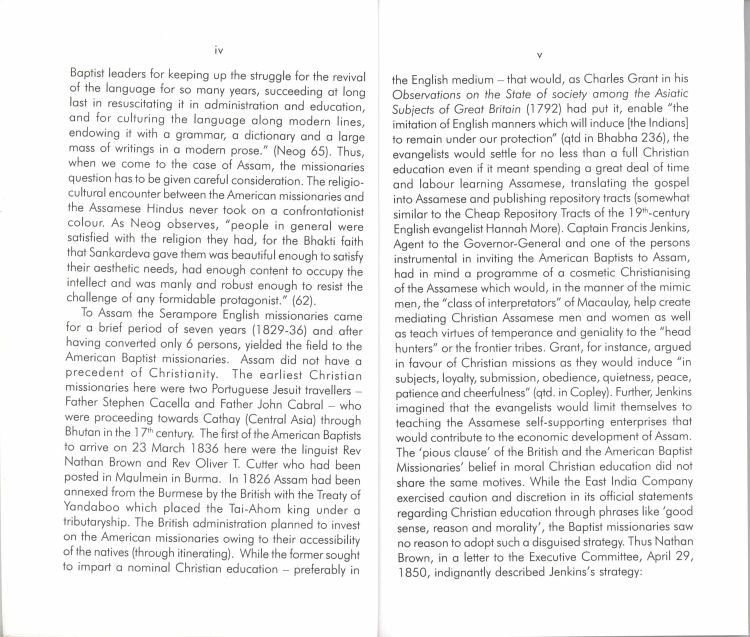 iv
Baptist leaders for keeping up the struggle for the revival
of the language for so many years, succeeding at long
last in resuscitating it in administration and education,
and for culturing the language along modern lines,
endowing it with a grammar, a dictionary and a large
mass of writings in a modern prose.” (Neog 65). Thus,
when we come to the case of Assam, the missionaries
question has to be given careful consideration. The religio-
cultural encounter between the American missionaries and
the Assamese Hindus never took on a confrontationist
colour. As Neog observes, “people in general were
satisfied with the religion they had, for the Bhakti faith
that Sankardeva gave them was beautiful enough to satisfy
their aesthetic needs, had enough content to occupy the
intellect and was manly and robust enough to resist the
challenge of any formidable protagonist.” (62).
To Assam the Serampore English missionaries came
for a brief period of seven years (1829-36) and after
having converted only 6 persons, yielded the field to the
American Baptist missionaries. Assam did not have a
precedent of Christianity. The earliest Christian
missionaries here were two Portuguese Jesuit travellers –
Father Stephen Cacella and Father John Cabral – who
were proceeding towards Cathay (Central Asia) through
Bhutan in the 17th century. The first of the American Baptists
to arrive on 23 March 1836 here were the linguist Rev
Nathan Brown and Rev Oliver T. Cutter who had been
posted in Maulmein in Burma. In 1826 Assam had been
annexed from the Burmese by the British with the Treaty of
Yandaboo which placed the Tai-Ahom king under a
tributaryship. The British administration planned to invest
on the American missionaries owing to their accessibility
of the natives (through itinerating). While the former sought
to impart a nominal Christian education – preferably in
v
the English medium – that would, as Charles Grant in his
Observations on the State of society among the Asiatic
Subjects of Great Britain (1792) had put it, enable “the
imitation of English manners which will induce [the Indians]
to remain under our protection” (qtd in Bhabha 236), the
evangelists would settle for no less than a full Christian
education even if it meant spending a great deal of time
and labour learning Assamese, translating the gospel
into Assamese and publishing repository tracts (somewhat
similar to the Cheap Repository Tracts of the 19th-century
English evangelist Hannah More). Captain Francis Jenkins,
Agent to the Governor-General and one of the persons
instrumental in inviting the American Baptists to Assam,
had in mind a programme of a cosmetic Christianising
of the Assamese which would, in the manner of the mimic
men, the “class of interpretators” of Macaulay, help create
mediating Christian Assamese men and women as well
as teach virtues of temperance and geniality to the “head
hunters” or the frontier tribes. Grant, for instance, argued
in favour of Christian missions as they would induce “in
subjects, loyalty, submission, obedience, quietness, peace,
patience and cheerfulness” (qtd. in Copley). Further, Jenkins
imagined that the evangelists would limit themselves to
teaching the Assamese self-supporting enterprises that
would contribute to the economic development of Assam.
The ‘pious clause’ of the British and the American Baptist
Missionaries’ belief in moral Christian education did not
share the same motives. While the East India Company
exercised caution and discretion in its official statements
regarding Christian education through phrases like ‘good
sense, reason and morality’, the Baptist missionaries saw
no reason to adopt such a disguised strategy. Thus Nathan
Brown, in a letter to the Executive Committee, April 29,
1850, indignantly described Jenkins’s strategy: